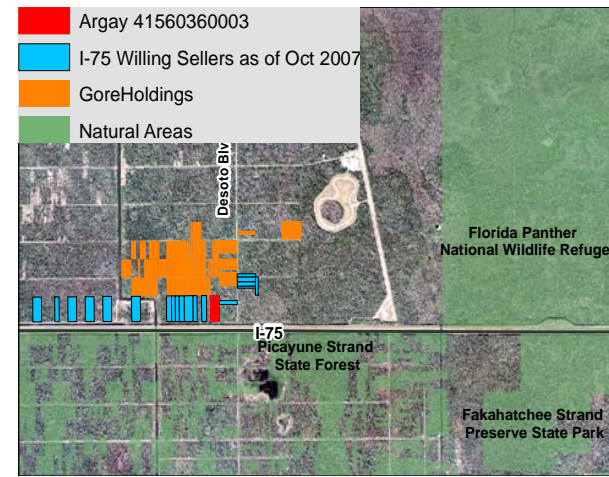 Argay 41560360003
I-75 Willing Sellers as of Oct 2007
GoreHoldings
Natural Areas
Desoto Blv
Florida Panther
National Wildlife Refuge
I-75
Picayune Strand
State Forest
Fakahatchee Strand
Preserve State Park